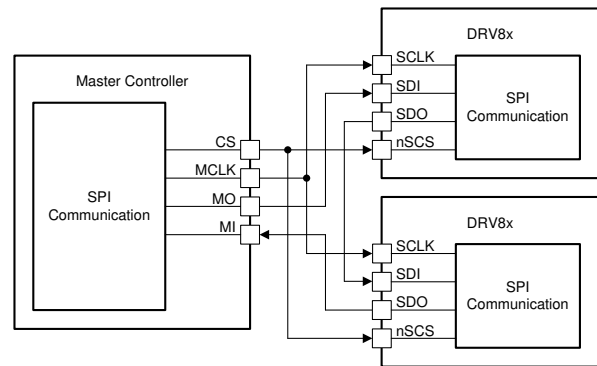 Master Controller
SPI
Communication
CS
MCLK
MO
MI
DRV8x
SCLK
SDI
SDO
nSCS
SPI
Communication
DRV8x
SCLK
SDI
SDO
nSCS
SPI
Communication